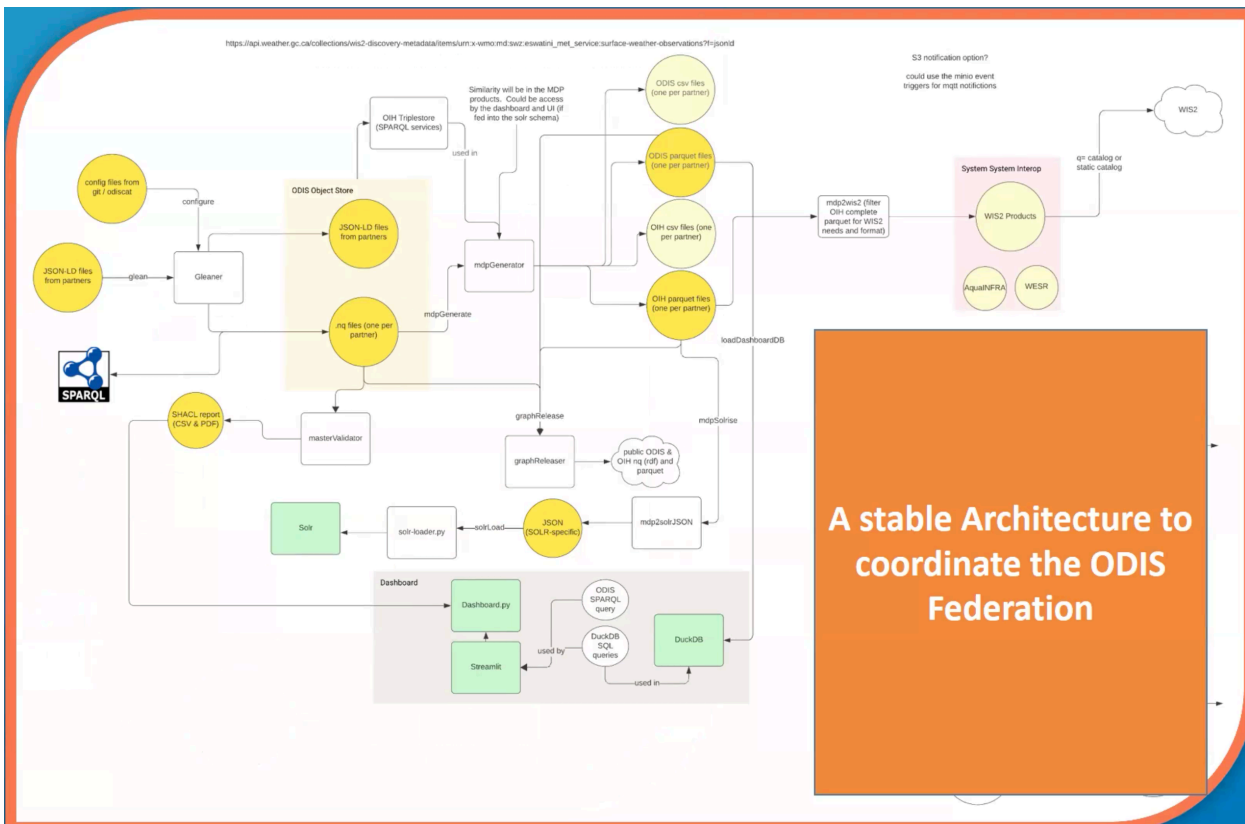 https://api.weather.gc.ca/collections/wis2-discovery-metadata/items/urn:x-wmo:md:swz:eswatini_met_service:surface-weather-observations?f=jsonld
S3 notification option?
could use the minio event
triggers for mqtt notifictions
Similarity will be in the MDP
products. Could be access
by the dashboard and UI (if
fed into the solr schema)
ODIS csv files
(one per partner)
WIS2
OIH Triplestore
(SPARQL services)
used in
ODIS parquet files
(one per partner)
q= catalog or
static catalog
config files from
git / odiscat
configure
ODIS Object Store
System System Interop
JSON-LD files
from partners
mdp2wis2 (filter
OIH complete
parquet for WIS2
needs and format)
WIS2 Products
OIH csv files (one
per partner)
JSON-LD files
from partners
glean
Gleaner
mdpGenerator
AquaINFRA
WESR
OIH parquet files
(one per partner)
mdpGenerate
.nq files (one per
partner)
loadDashboardDB
SPARQL
SHACL report
(CSV & PDF)
masterValidator
graphRelease
mdpSolrise
graphReleaser
public ODIS &
OIH nq (rdf) and
parquet
Solr
solr-loader.py
solrLoad
JSON
(SOLR-specific)
mdp2solrJSON
A stable Architecture to
coordinate the ODIS
Federation
Dashboard
Dashboard.py
ODIS
SPARQL
query
DuckDB
SQL
queries
used by
DuckDB
Streamlit
used in